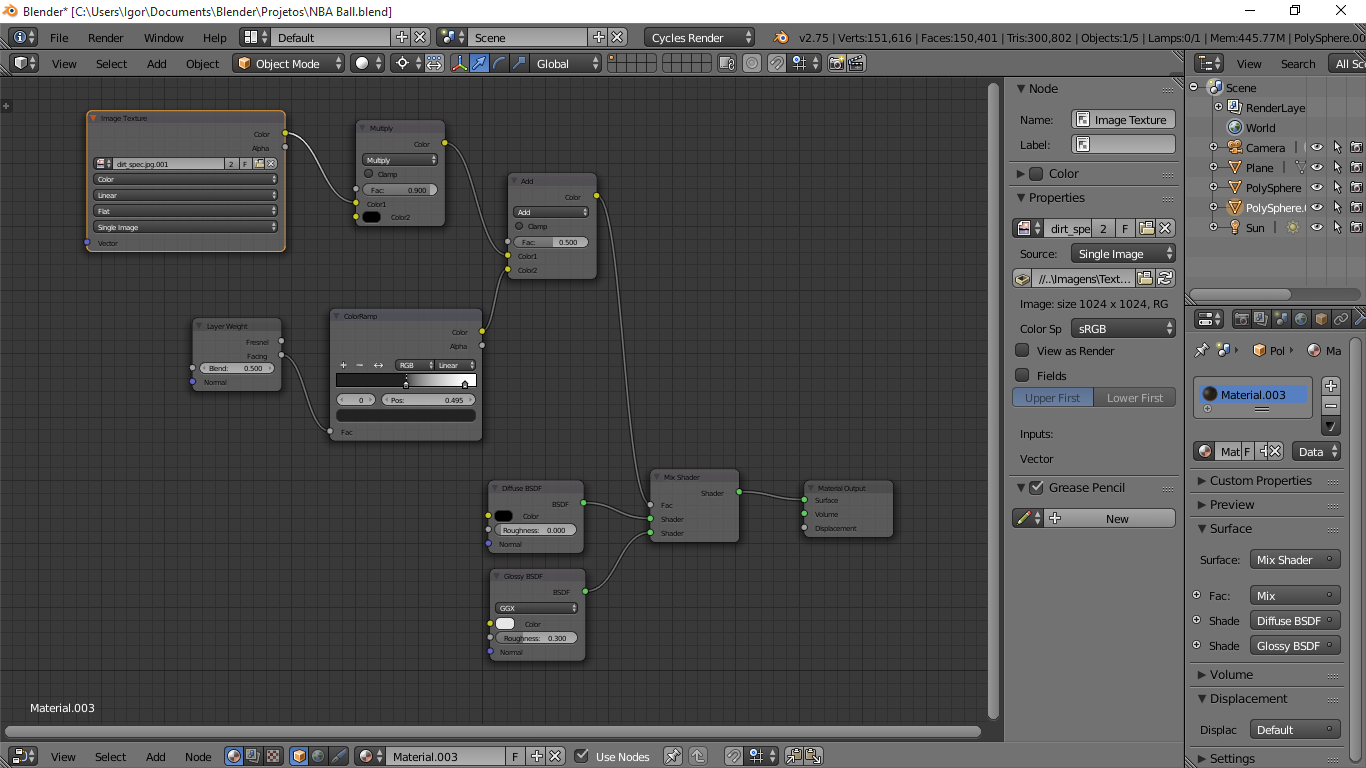 Blender* [C:\Users\Igor\Documents\Blender\Projetos\NBA Ball.blend]
File Render Window Help Default Scene Cycles Render v2.75 | Verts:151,616 | Faces:150,401 | Tris:300,802 | Objects:1/5 | Lamps:0/1 | Mem:445.77M | PolySphere.00
View Select Add Object Object Mode Global
View Search All Sc
Image Texture
Color
Alpha
dirt_spec.jpg.001 2 F
Color
Linear
Flat
Single Image
Vector
Multiply
Color
Multiply
Clamp
Fac: 0.900
Color1
Color2
Add
Color
Add
Clamp
Fac: 0.500
Color1
Color2
Layer Weight
Fresnel
Facing
Blend: 0.500
Normal
ColorRamp
Color
Alpha
RGB Linear
0 Pos: 0.495
Fac
Diffuse BSDF
BSDF
Color
Roughness: 0.000
Normal
Glossy BSDF
BSDF
GGX
Color
Roughness: 0.300
Normal
Mix Shader
Shader
Fac
Shader
Shader
Material Output
Surface
Volume
Displacement
Material.003
Node
Name: Image Texture
Label:
Color
Properties
dirt_spe 2 F
Source: Single Image
//..\Imagens\Text...
Image: size 1024 x 1024, RG
Color Sp sRGB
View as Render
Fields
Upper First Lower First
Inputs:
Vector
Grease Pencil
New
Scene
RenderLaye
World
Camera
Plane
PolySphere
PolySphere.
Sun
Pol Ma
Material.003
Mat F Data
Custom Properties
Preview
Surface
Surface: Mix Shader
Fac: Mix
Shade Diffuse BSDF
Shade Glossy BSDF
Volume
Displacement
Displac Default
Settings
View Select Add Node Material.003 F Use Nodes